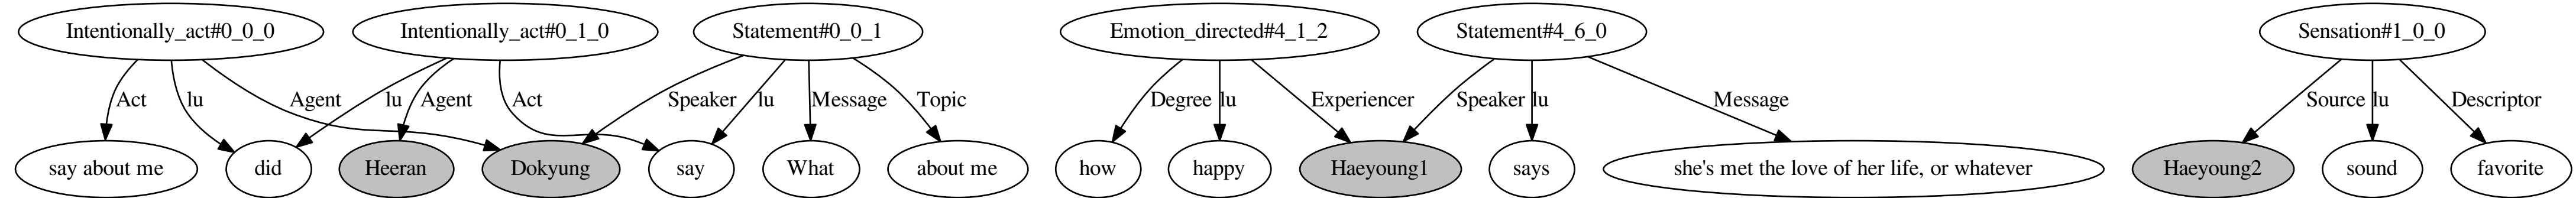 Intentionally_act#0_0_0 Intentionally_act#0_1_0 Statement#0_0_1 Emotion_directed#4_1_2 Statement#4_6_0 Sensation#1_0_0
Act lu Agent lu Agent Act Speaker lu Message Topic Degree lu Experiencer Speaker lu Message Source lu Descriptor
say about me did Heeran Dokyung say What about me how happy Haeyoung1 says she's met the love of her life, or whatever Haeyoung2 sound favorite